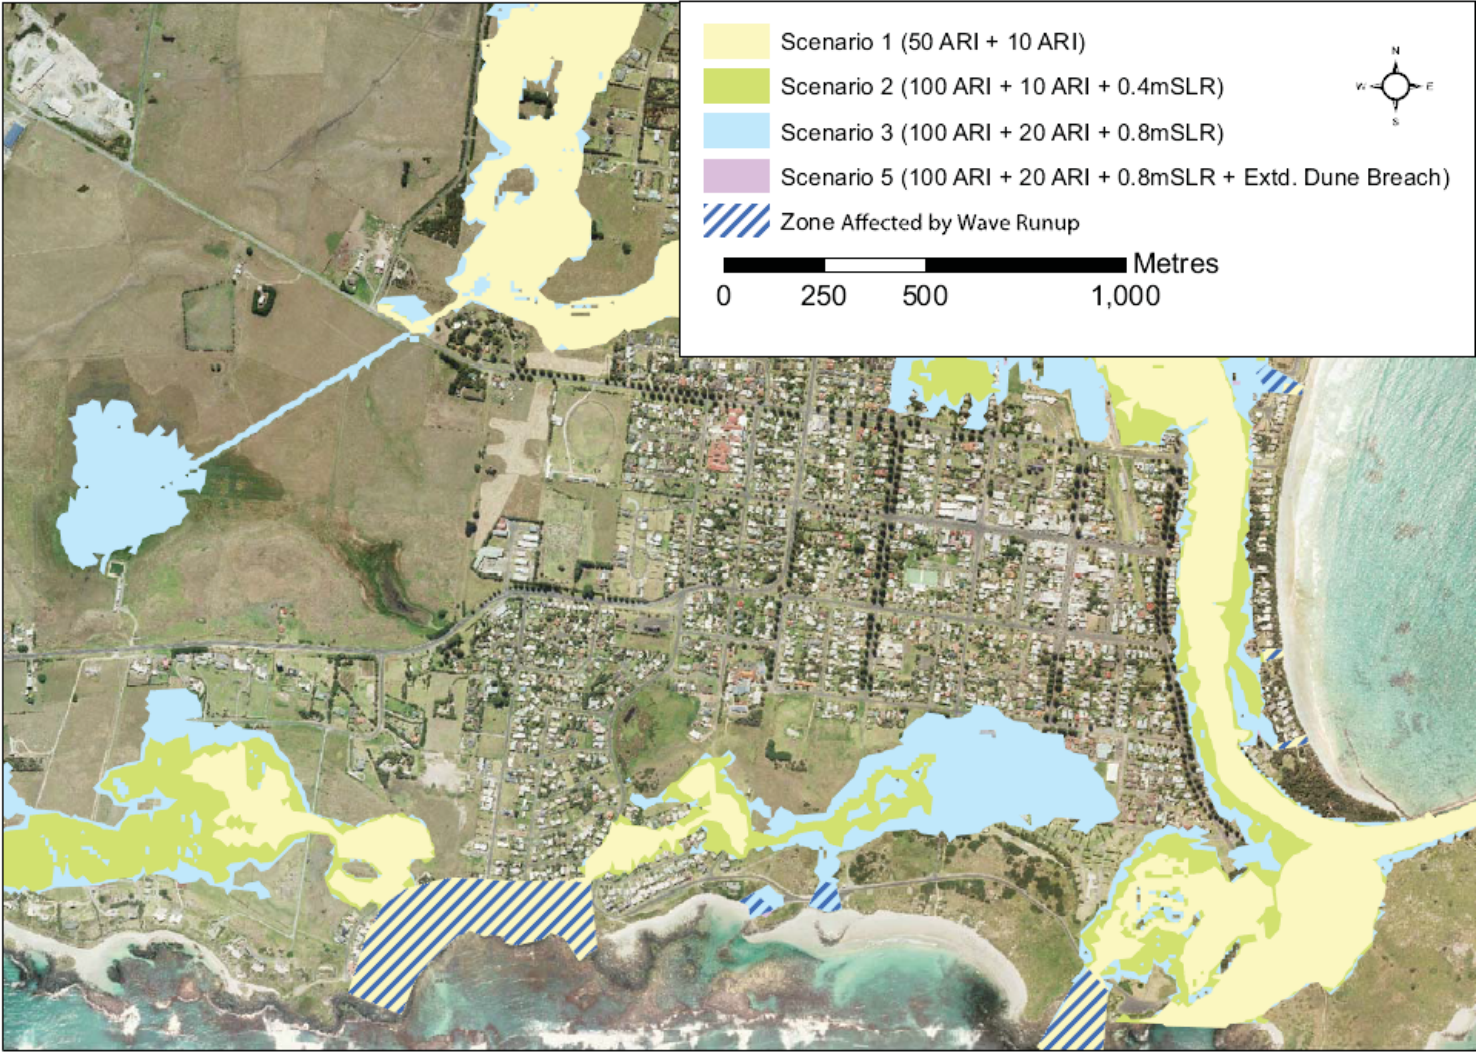 Scenario 1 (50 ARI + 10 ARI)
Scenario 2 (100 ARI + 10 ARI + 0.4mSLR)
Scenario 3 (100 ARI + 20 ARI + 0.8mSLR)
Scenario 5 (100 ARI + 20 ARI + 0.8mSLR + Extd. Dune Breach)
Zone Affected by Wave Runup
N
W E
S
Metres
0 250 500 1,000